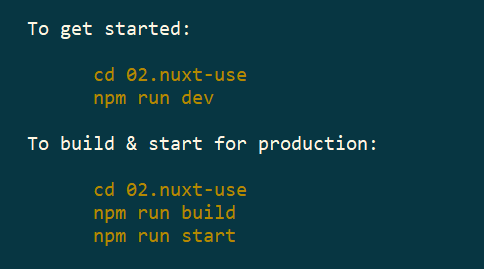 To get started:
cd 02.nuxt-use
npm run dev
To build & start for production:
cd 02.nuxt-use
npm run build
npm run start